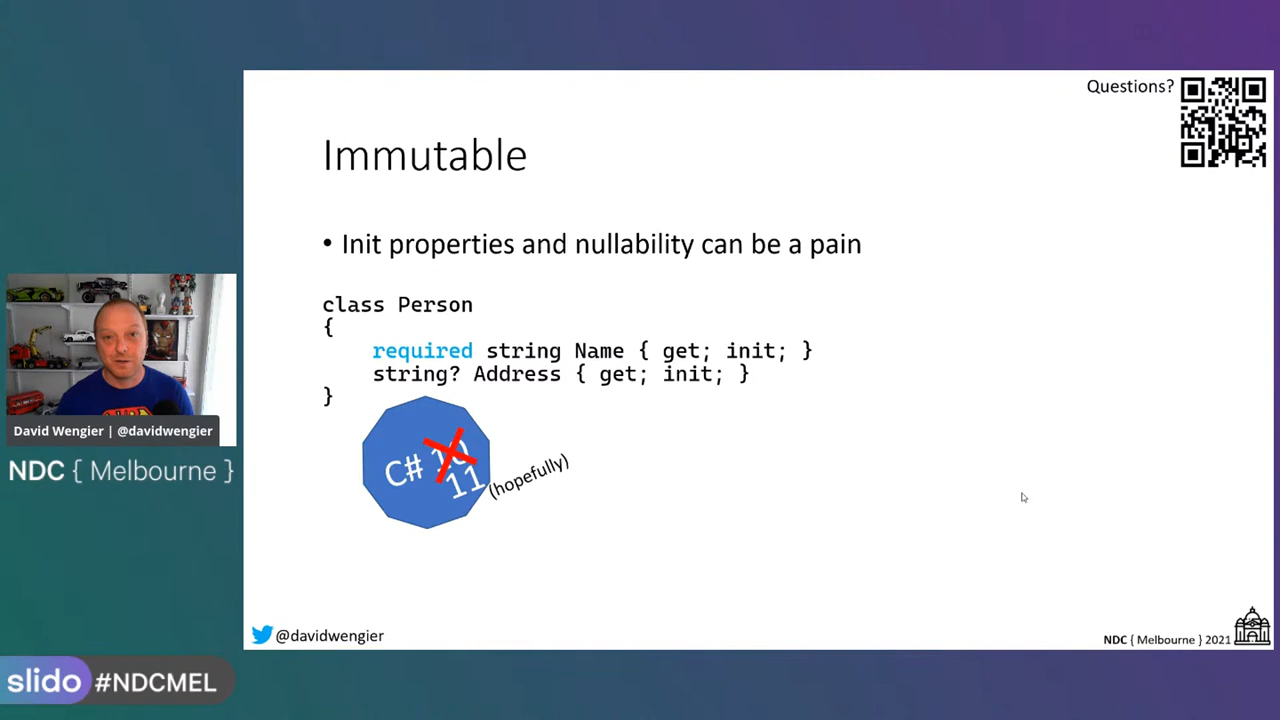 Questions?
Immutable
• Init properties and nullability can be a pain
class Person
{
required string Name { get; init; }
string? Address { get; init; }
}
C# 10
11
(hopefully)
David Wengier | @davidwengier
NDC { Melbourne }
@davidwengier
NDC { Melbourne } 2021
slido #NDCMEL